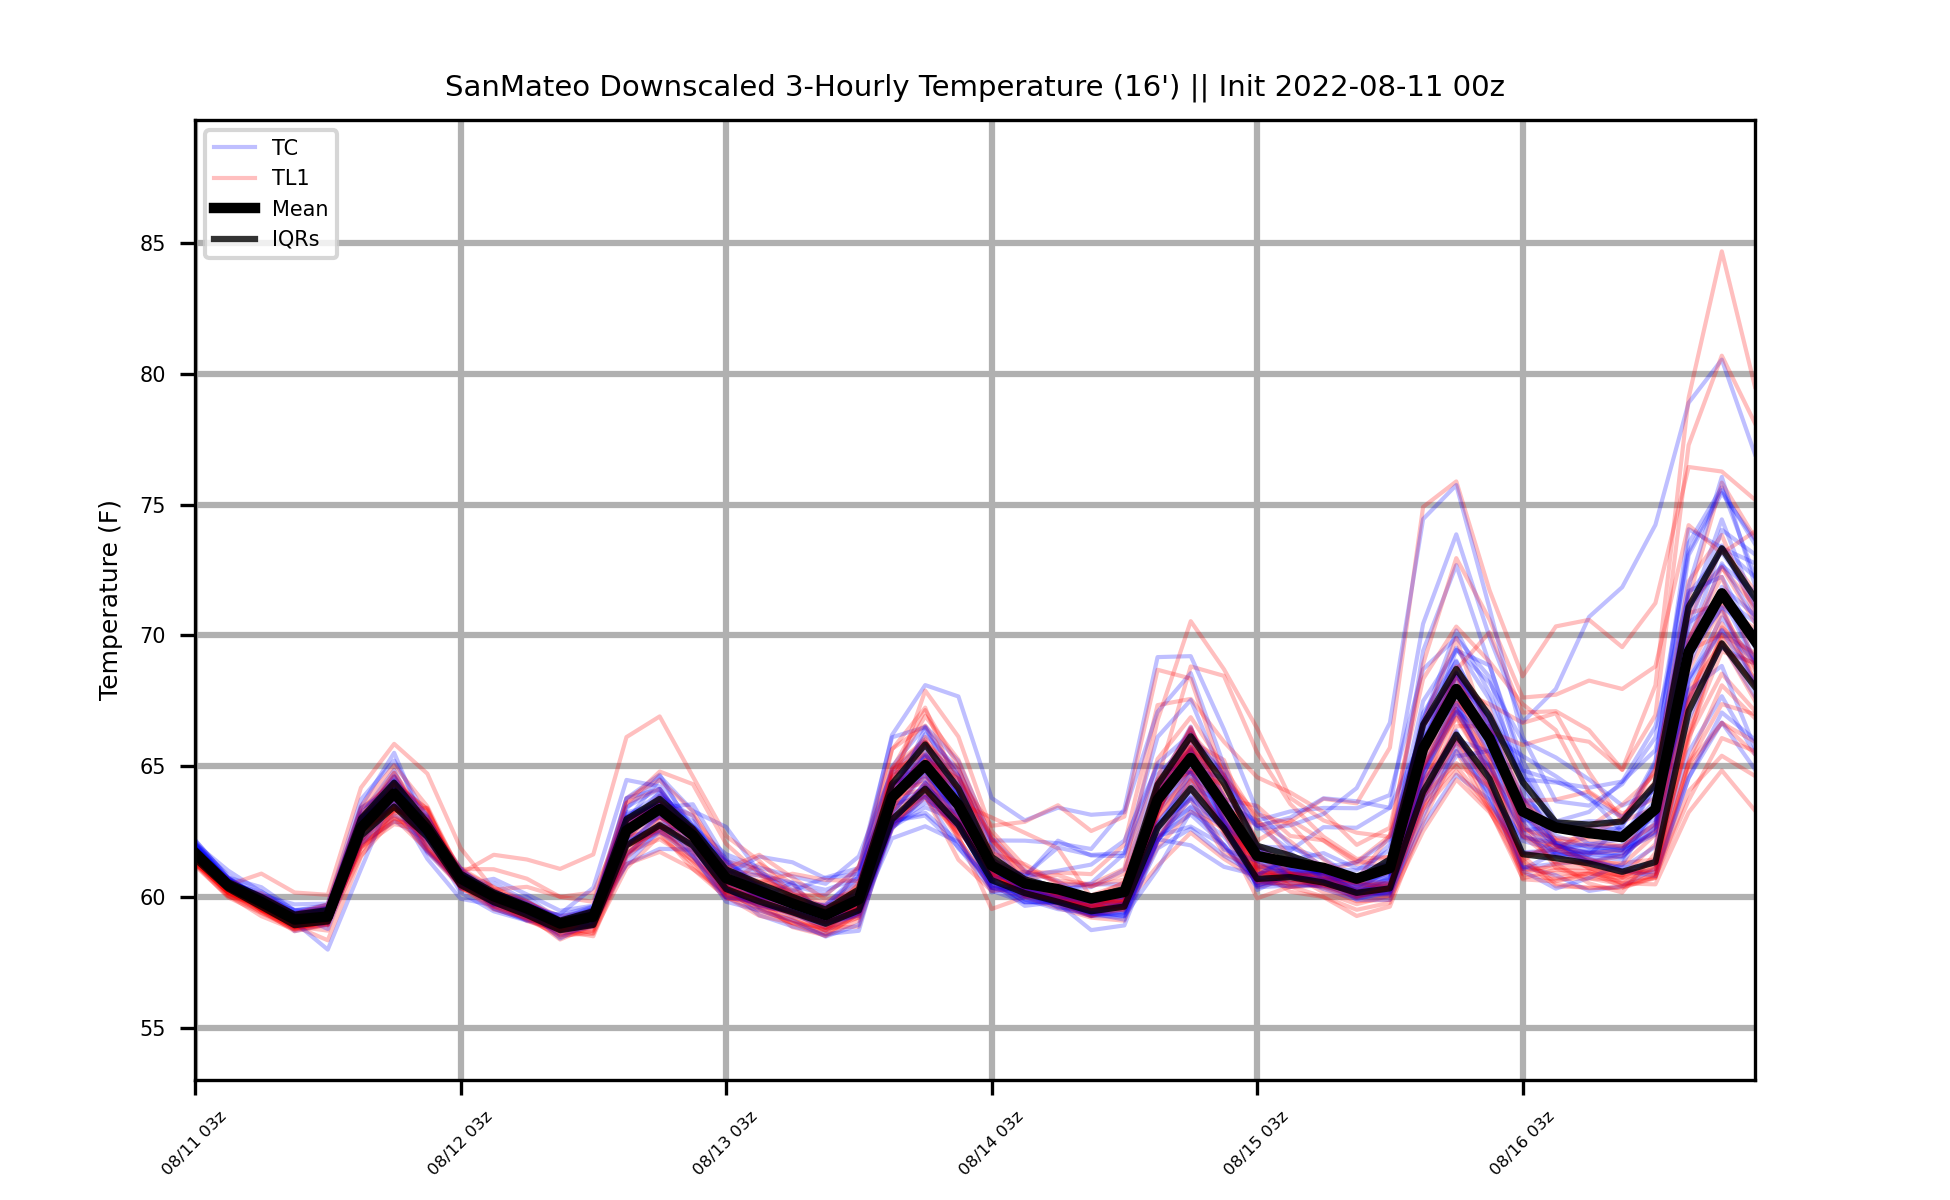 SanMateo Downscaled 3-Hourly Temperature (16') || Init 2022-08-11 00z
TC
TL1
Mean
IQRs
Temperature (F)
85
80
75
70
65
60
55
08/11 03z
08/12 03z
08/13 03z
08/14 03z
08/15 03z
08/16 03z